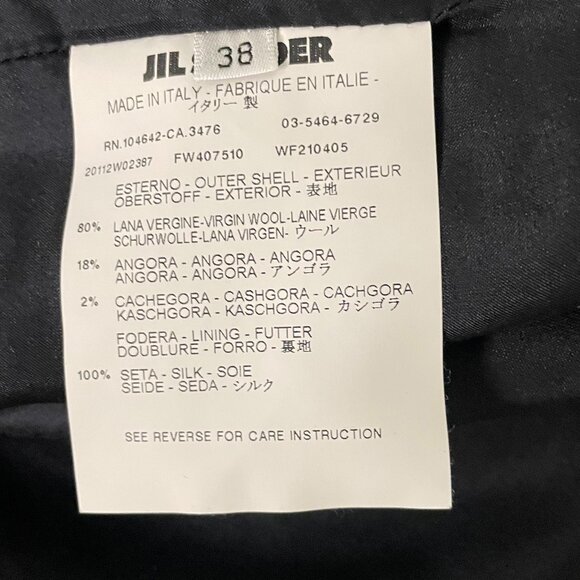 JIL S DER
38
MADE IN ITALY - FABRIQUE EN ITALIE -
イタリー 製
RN.104642-CA.3476 03-5464-6729
20112W02387 FW407510 WF210405
ESTERNO - OUTER SHELL - EXTERIEUR
OBERSTOFF - EXTERIOR - 表地
80% LANA VERGINE-VIRGIN WOOL-LAINE VIERGE
SCHURWOLLE-LANA VIRGEN- ウール
18% ANGORA - ANGORA - ANGORA
ANGORA - ANGORA - アンゴラ
2% CACHEGORA - CASHGORA - CACHGORA
KASCHGORA - KASCHGORA - カシゴラ
FODERA - LINING - FUTTER
DOUBLURE - FORRO - 裏地
100% SETA - SILK - SOIE
SEIDE - SEDA - シルク
SEE REVERSE FOR CARE INSTRUCTION